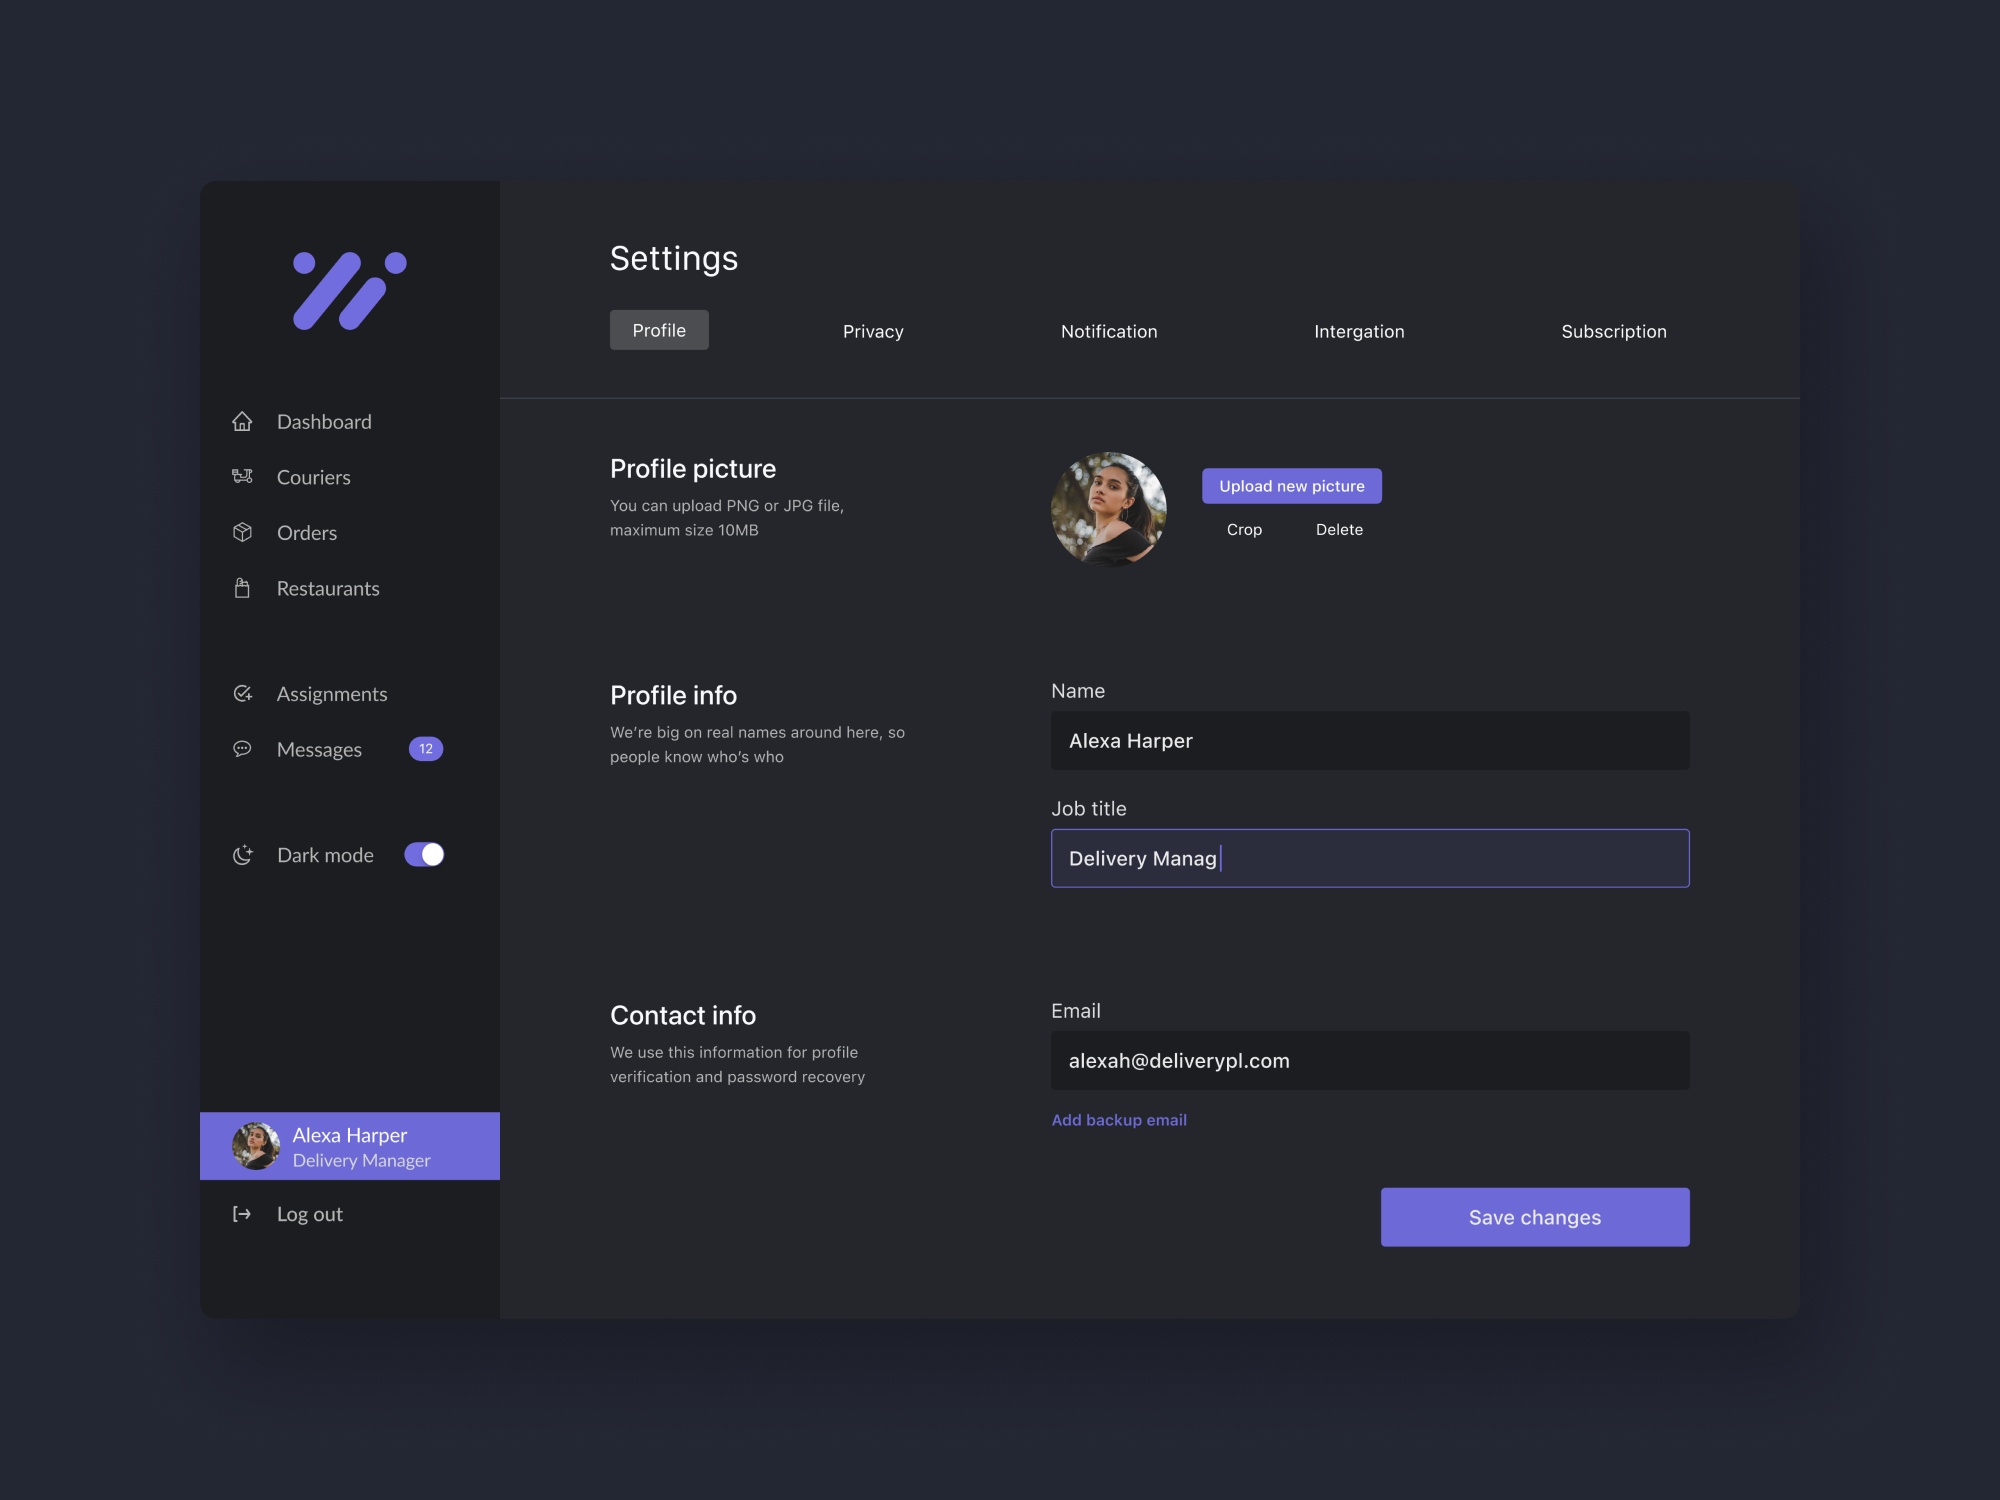 Dashboard
Couriers
Orders
Restaurants
Assignments
Messages 12
Dark mode
Alexa Harper
Delivery Manager
Log out
Settings
Profile Privacy Notification Intergation Subscription
Profile picture
You can upload PNG or JPG file,
maximum size 10MB
Upload new picture
Crop Delete
Profile info
We’re big on real names around here, so
people know who’s who
Name
Alexa Harper
Job title
Delivery Manag
Contact info
We use this information for profile
verification and password recovery
Email
alexah@deliverypl.com
Add backup email
Save changes